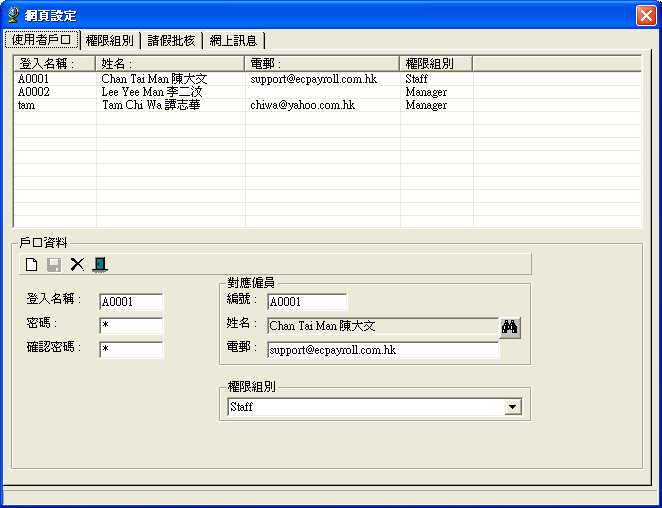 網頁設定
使用者戶口 權限組別 請假批核 網上訊息
登入名稱 : 姓名 : 電郵 : 權限組別
A0001 Chan Tai Man 陳大文 support@ecpayroll.com.hk Staff
A0002 Lee Yee Man 李二汶 Manager
tam Tam Chi Wa 譚志華 chiwa@yahoo.com.hk Manager
戶口資料
登入名稱 : A0001
密碼 : *
確認密碼 : *
對應僱員
編號 : A0001
姓名 : Chan Tai Man 陳大文
電郵 : support@ecpayroll.com.hk
權限組別
Staff